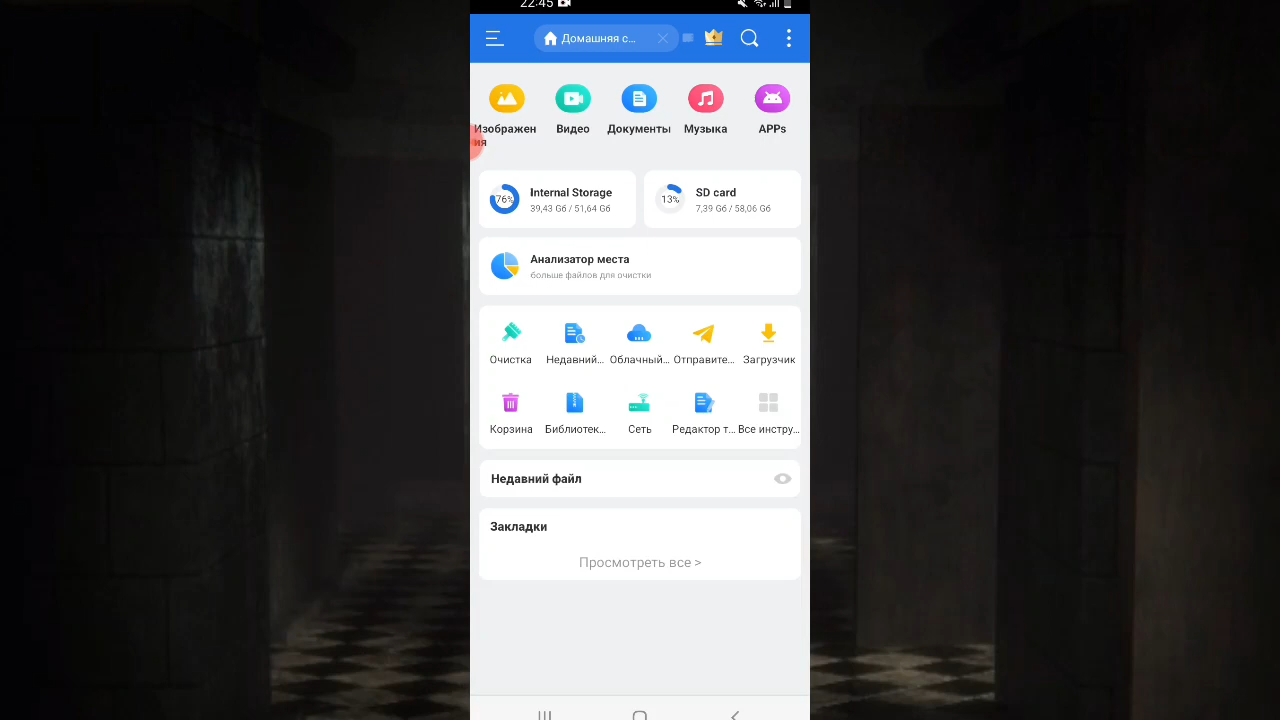 22:45
Домашняя с...
Изображен
ия
Видео
Документы
Музыка
APPs
76%
Internal Storage
39,43 Gб / 51,64 Gб
13%
SD card
7,39 Gб / 58,06 Gб
Анализатор места
больше файлов для очистки
Очистка
Недавний...
Облачный...
Отправите...
Загрузчик
Корзина
Библиотек...
Сеть
Редактор т...
Все инстру...
Недавний файл
Закладки
Просмотреть все >